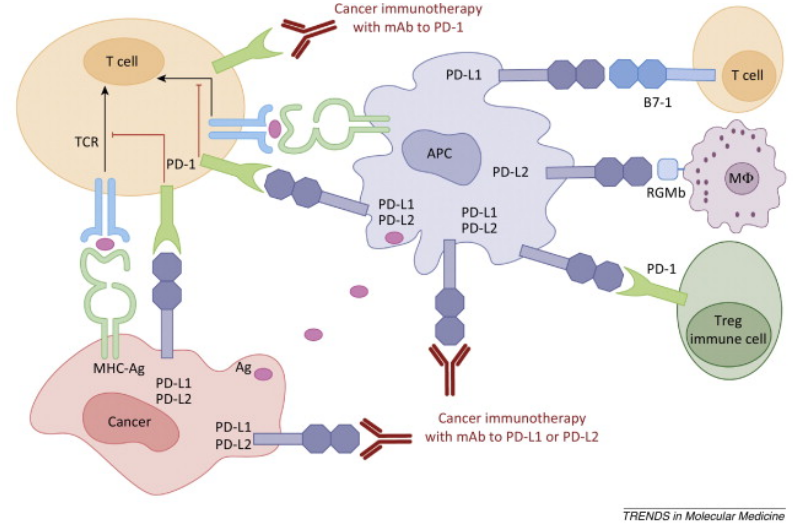 Cancer immunotherapy
with mAb to PD-1
T cell
PD-L1
T cell
B7-1
TCR
APC
PD-1
PD-L2
MΦ
RGMb
PD-L1
PD-L2
PD-L1
PD-L2
PD-1
Treg
immune cell
MHC-Ag
Ag
PD-L1
PD-L2
Cancer
PD-L1
PD-L2
Cancer immunotherapy
with mAb to PD-L1 or PD-L2
TRENDS in Molecular Medicine